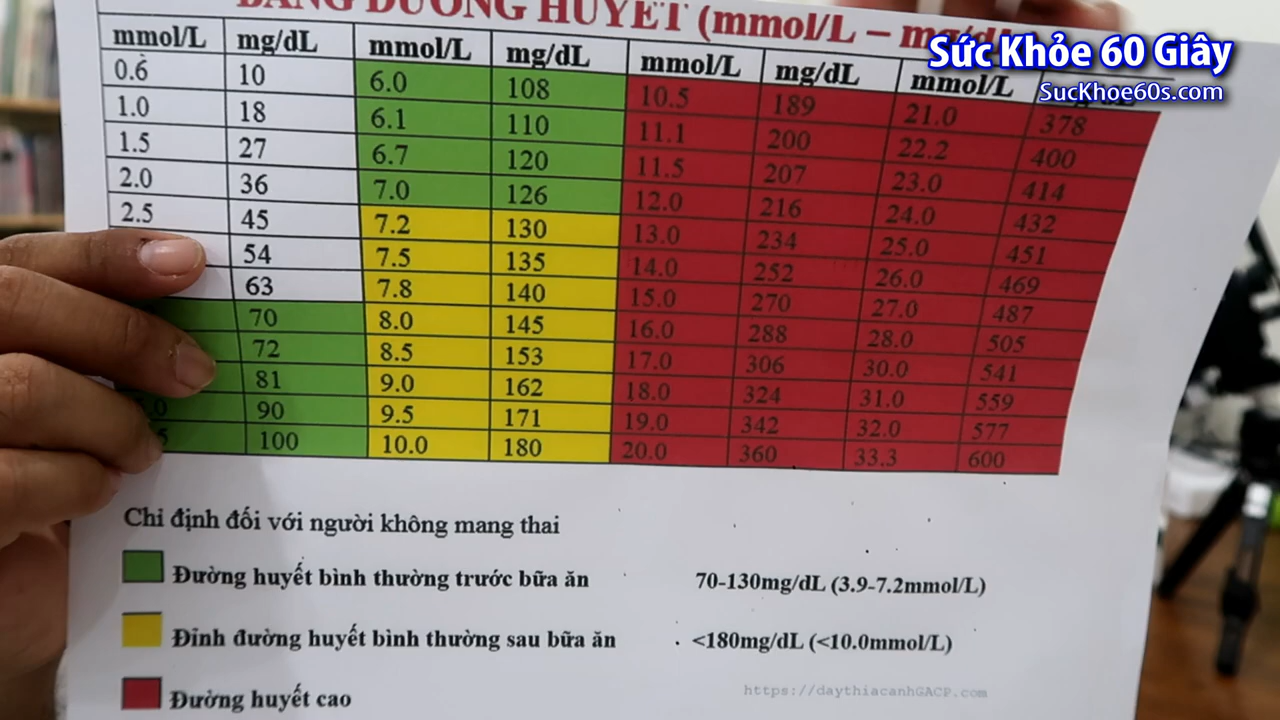 BẢNG ĐƯỜNG HUYẾT (mmol/L –
Sức Khỏe 60 Giây
SucKhoe60s.com
mmol/L mg/dL mmol/L mg/dL mmol/L mg/dL mmol/L
0.6 10 6.0 108 10.5 189 21.0 378
1.0 18 6.1 110 11.1 200 22.2 400
1.5 27 6.7 120 11.5 207 23.0 414
2.0 36 7.0 126 12.0 216 24.0 432
2.5 45 7.2 130 13.0 234 25.0 451
54 7.5 135 14.0 252 26.0 469
63 7.8 140 15.0 270 27.0 487
70 8.0 145 16.0 288 28.0 505
72 8.5 153 17.0 306 30.0 541
81 9.0 162 18.0 324 31.0 559
90 9.5 171 19.0 342 32.0 577
100 10.0 180 20.0 360 33.3 600
Chỉ định đối với người không mang thai
Đường huyết bình thường trước bữa ăn 70-130mg/dL (3.9-7.2mmol/L)
Đỉnh đường huyết bình thường sau bữa ăn <180mg/dL (<10.0mmol/L)
Đường huyết cao
https://daythiacanhGACP.com